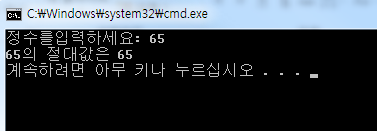 C:₩Windows₩system32₩cmd.exe
정수를입력하세요: 65
65의 절대값은 65
계속하려면 아무 키나 누르십시오 . . .